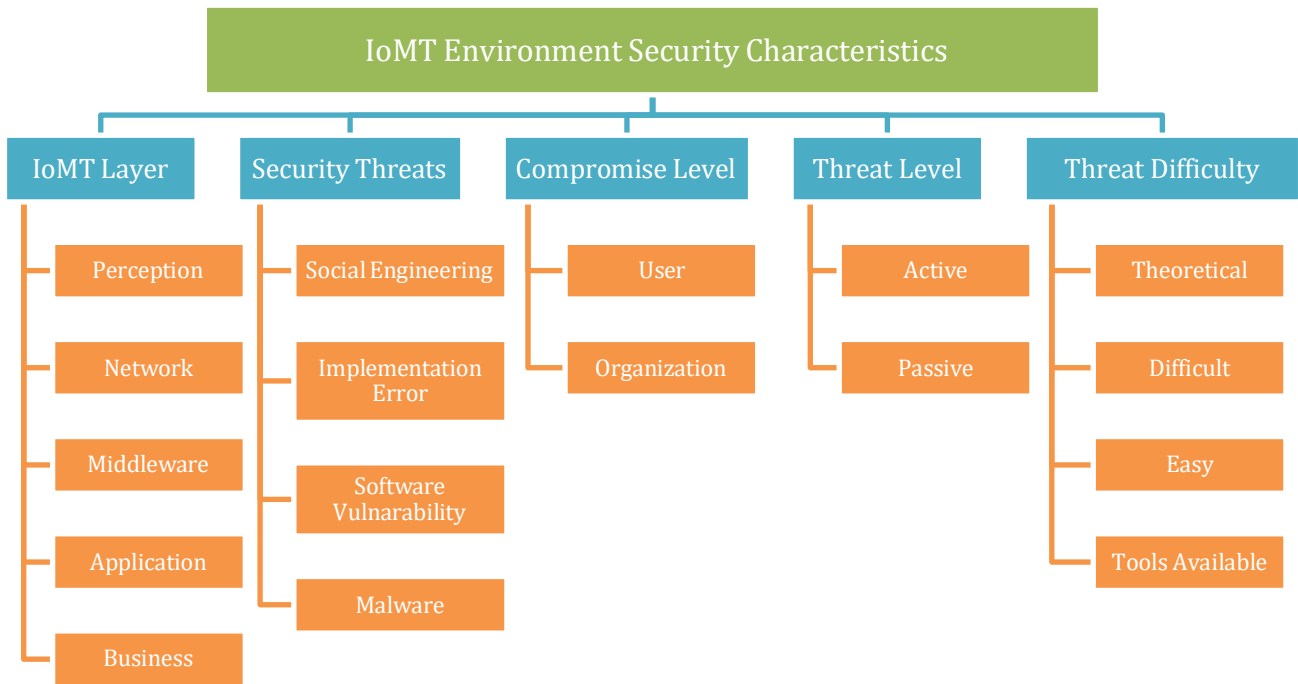 IoMT Environment Security Characteristics
IoMT Layer
Perception
Network
Middleware
Application
Business
Security Threats
Social Engineering
Implementation
Error
Software
Vulnarability
Malware
Compromise Level
User
Organization
Threat Level
Active
Passive
Threat Difficulty
Theoretical
Difficult
Easy
Tools Available